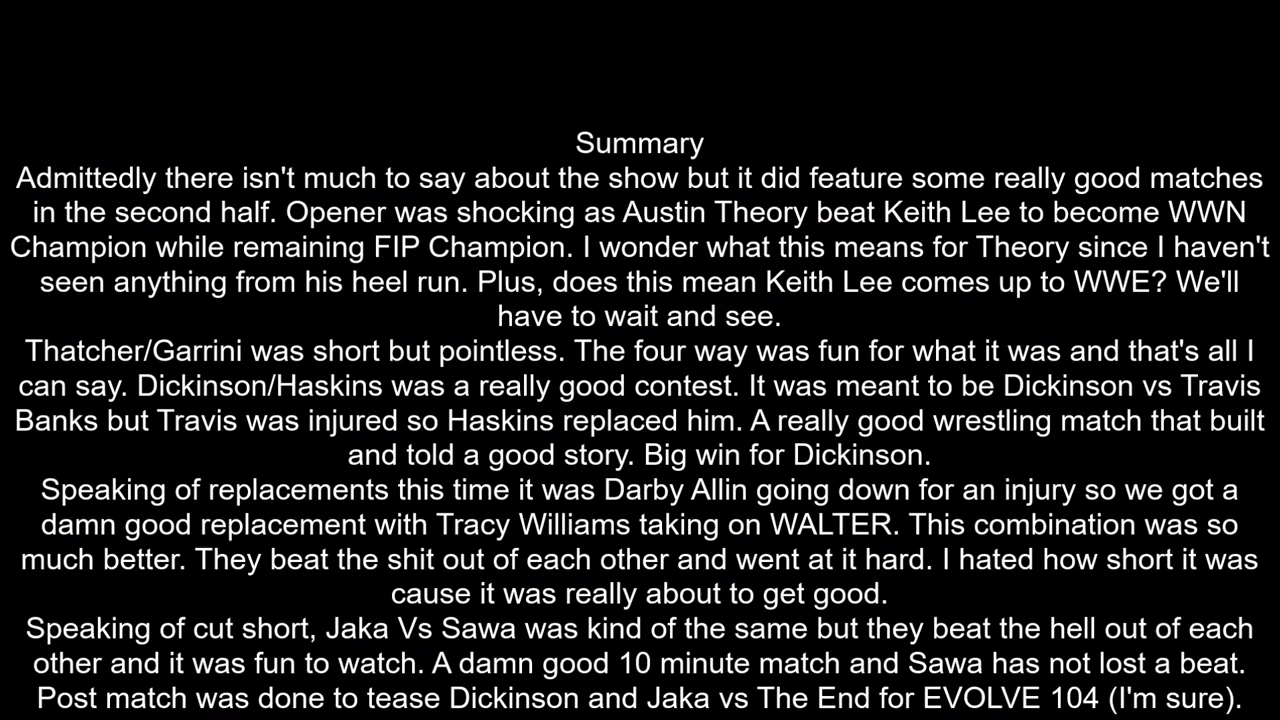 Summary
Admittedly there isn't much to say about the show but it did feature some really good matches
in the second half. Opener was shocking as Austin Theory beat Keith Lee to become WWN
Champion while remaining FIP Champion. I wonder what this means for Theory since I haven't
seen anything from his heel run. Plus, does this mean Keith Lee comes up to WWE? We'll
have to wait and see.
Thatcher/Garrini was short but pointless. The four way was fun for what it was and that's all I
can say. Dickinson/Haskins was a really good contest. It was meant to be Dickinson vs Travis
Banks but Travis was injured so Haskins replaced him. A really good wrestling match that built
and told a good story. Big win for Dickinson.
Speaking of replacements this time it was Darby Allin going down for an injury so we got a
damn good replacement with Tracy Williams taking on WALTER. This combination was so
much better. They beat the shit out of each other and went at it hard. I hated how short it was
cause it was really about to get good.
Speaking of cut short, Jaka Vs Sawa was kind of the same but they beat the hell out of each
other and it was fun to watch. A damn good 10 minute match and Sawa has not lost a beat.
Post match was done to tease Dickinson and Jaka vs The End for EVOLVE 104 (I'm sure).